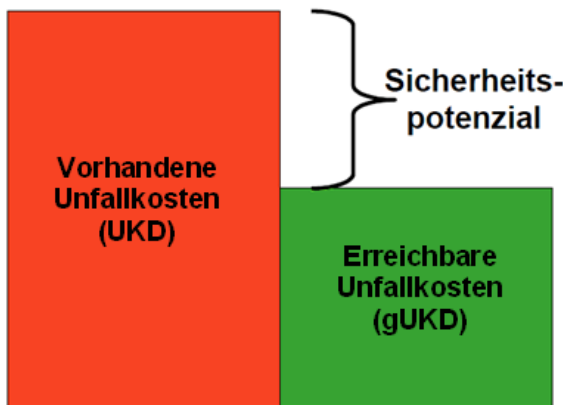 Sicherheits-
potenzial
Vorhandene
Unfallkosten
(UKD)
Erreichbare
Unfallkosten
(gUKD)